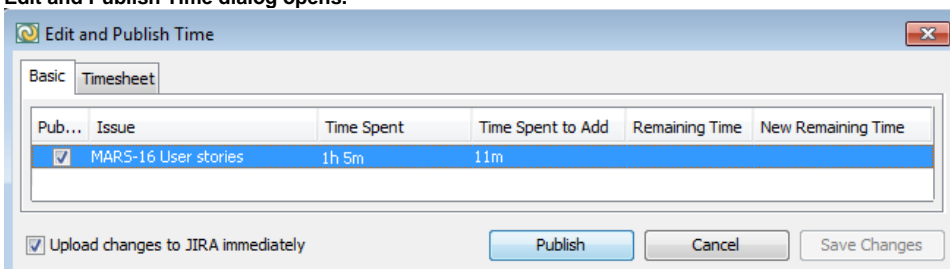 Edit and Publish Time dialog opens.
Edit and Publish Time
Basic Timesheet
Pub... Issue Time Spent Time Spent to Add Remaining Time New Remaining Time
MARS-16 User stories 1h 5m 11m
Upload changes to JIRA immediately Publish Cancel Save Changes